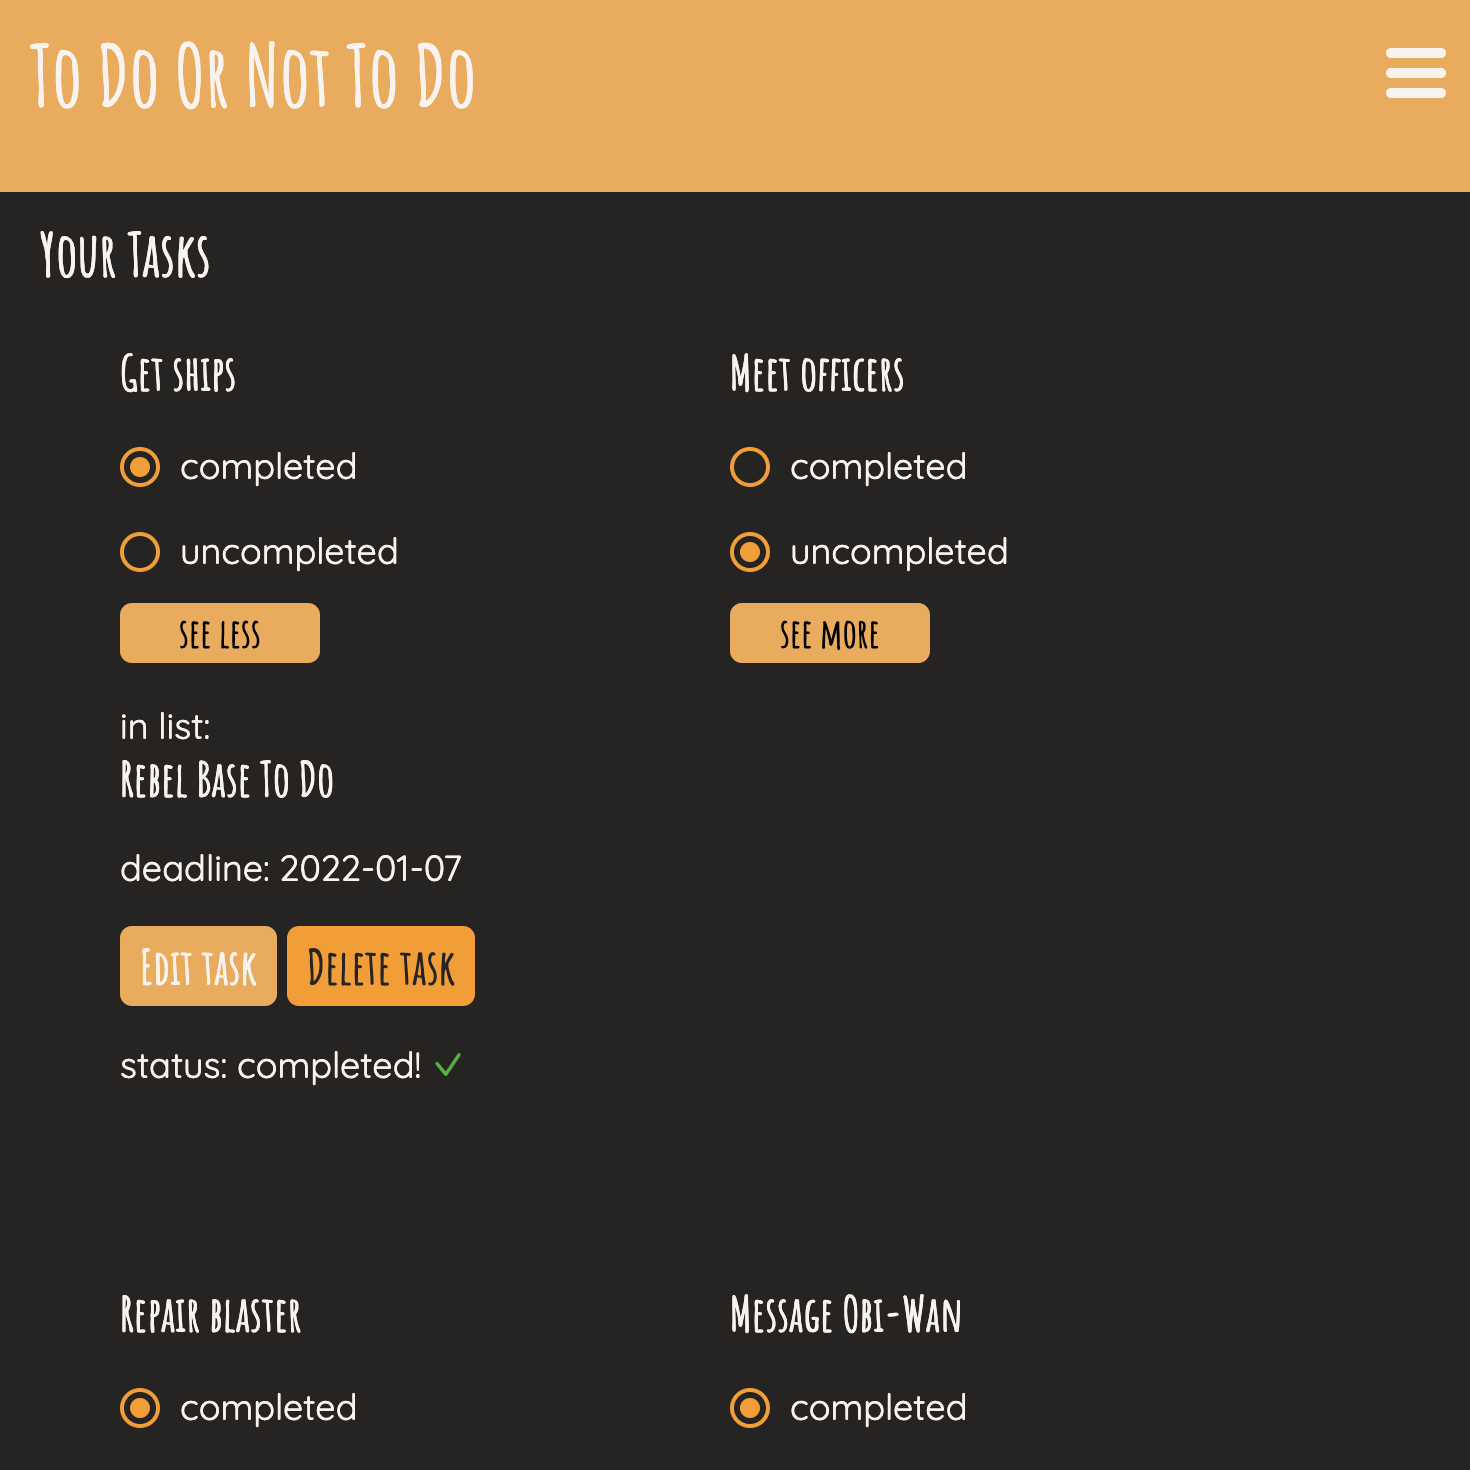 To Do Or Not To Do
Your Tasks
Get ships
completed
uncompleted
see less
in list:
Rebel Base To Do
deadline: 2022-01-07
Edit task
Delete task
status: completed!
Meet officers
completed
uncompleted
see more
Repair blaster
completed
Message Obi-Wan
completed